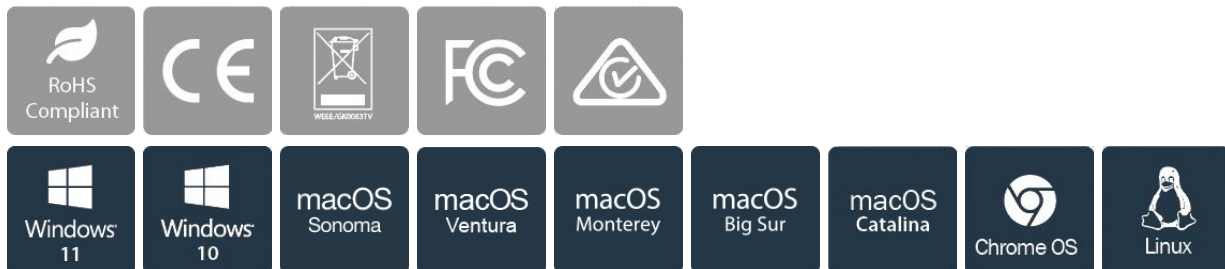 RoHS
Compliant
CE
WEEE/GK0063TV
FC
Windows
11
Windows
10
macOS
Sonoma
macOS
Ventura
macOS
Monterey
macOS
Big Sur
macOS
Catalina
Chrome OS
Linux